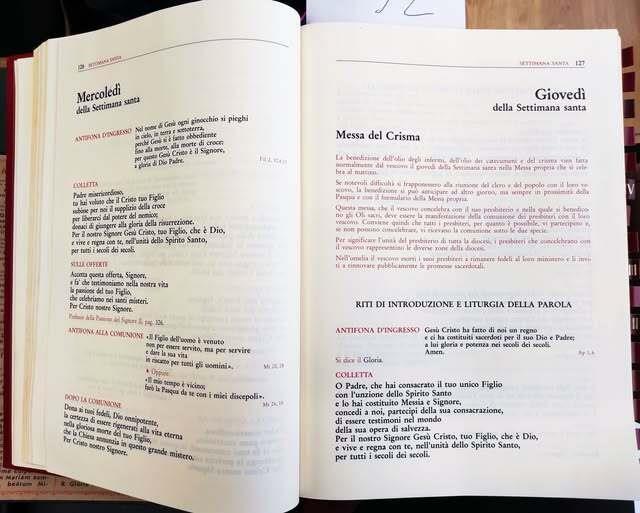 126 SETTIMANA SANTA
Mercoledì
della Settimana santa
ANTIFONA D'INGRESSO Nel nome di Gesù ogni ginocchio si pieghi
in cielo, in terra e sottoterra,
perché Gesù si è fatto obbediente
fino alla morte, alla morte di croce:
per questo Gesù Cristo è il Signore,
a gloria di Dio Padre.
COLLETTA
Padre misericordioso,
tu hai voluto che il Cristo tuo Figlio
subisse per noi il supplizio della croce
per liberarci dal potere del nemico;
donaci di giungere alla gloria della risurrezione.
Per il nostro Signore Gesù Cristo, tuo Figlio, che è Dio,
e vive e regna con te, nell'unità dello Spirito Santo,
per tutti i secoli dei secoli.
SULLE OFFERTE
Accetta questa offerta, Signore,
e fa' che testimoniamo nella nostra vita
la passione del tuo Figlio,
che celebriamo nei santi misteri.
Per Cristo nostro Signore.
Prefazio della Passione del Signore II, pag. 326.
ANTIFONA ALLA COMUNIONE «Il Figlio dell'uomo è venuto
non per essere servito, ma per servire
e dare la sua vita
in riscatto per tutti gli uomini». Mt 20, 28
Oppure:
«Il mio tempo è vicino;
farò la Pasqua da te con i miei discepoli». Mt 26, 18
DOPO LA COMUNIONE
Dona ai tuoi fedeli, Dio onnipotente,
la certezza di essere rigenerati alla vita eterna
nella gloriosa morte del tuo Figlio,
che la Chiesa annunzia in questo grande mistero.
Per Cristo nostro Signore.
SETTIMANA SANTA 127
Giovedì
della Settimana santa
Messa del Crisma
La benedizione dell'olio degli infermi, dell'olio dei catecumeni e del crisma vien fatta
normalmente dal vescovo il giovedì della Settimana santa nella Messa propria che si cele-
bra al mattino.
Se notevoli difficoltà si frappongono alla riunione del clero e del popolo con il loro ve-
scovo, la benedizione si può anticipare ad altro giorno, ma sempre in prossimità della
Pasqua e con il formulario della Messa propria.
Questa messa, che il vescovo concelebra con il suo presbiterio e nella quale si benedico-
no gli Oli sacri, deve essere la manifestazione della comunione dei presbiteri con il loro
vescovo. Conviene quindi che tutti i presbiteri, per quanto è possibile, vi partecipino e,
se non possono concelebrare, vi ricevano la comunione sotto le due specie.
Per significare l'unità del presbiterio di tutta la diocesi, i presbiteri che concelebrano con
il vescovo rappresentino le diverse zone della diocesi.
Nell'omelia il vescovo esorti i suoi presbiteri a rimanere fedeli al loro ministero e li invi-
ti a rinnovare pubblicamente le promesse sacerdotali.
RITI DI INTRODUZIONE E LITURGIA DELLA PAROLA
ANTIFONA D'INGRESSO Gesù Cristo ha fatto di noi un regno
e ci ha costituiti sacerdoti per il suo Dio e Padre;
a lui gloria e potenza nei secoli dei secoli.
Amen. Ap 1, 6
Si dice il Gloria.
COLLETTA
O Padre, che hai consacrato il tuo unico Figlio
con l'unzione dello Spirito Santo
e lo hai costituito Messia e Signore,
concedi a noi, partecipi della sua consacrazione,
di essere testimoni nel mondo
della sua opera di salvezza.
Per il nostro Signore Gesù Cristo, tuo Figlio, che è Dio,
e vive e regna con te, nell'unità dello Spirito Santo,
per tutti i secoli dei secoli.